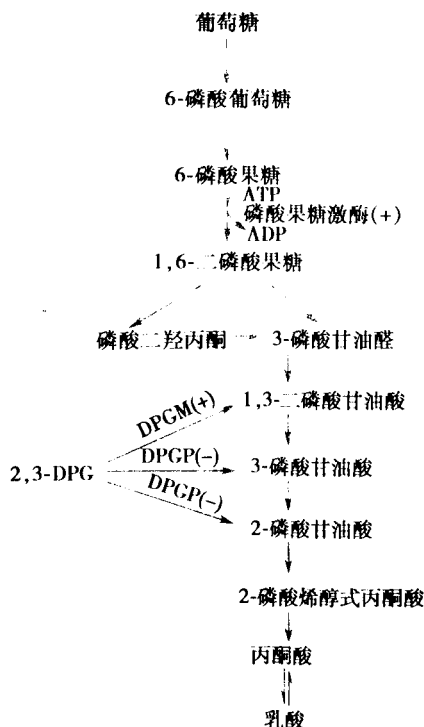 葡萄糖
6-磷酸葡萄糖
6-磷酸果糖
ATP
磷酸果糖激酶(+)
ADP
1,6-二磷酸果糖
磷酸二羟丙酮
3-磷酸甘油醛
DPGM(+)
1,3-二磷酸甘油酸
2,3-DPG
DPGP(-)
3-磷酸甘油酸
DPGP(-)
2-磷酸甘油酸
2-磷酸烯醇式丙酮酸
丙酮酸
乳酸